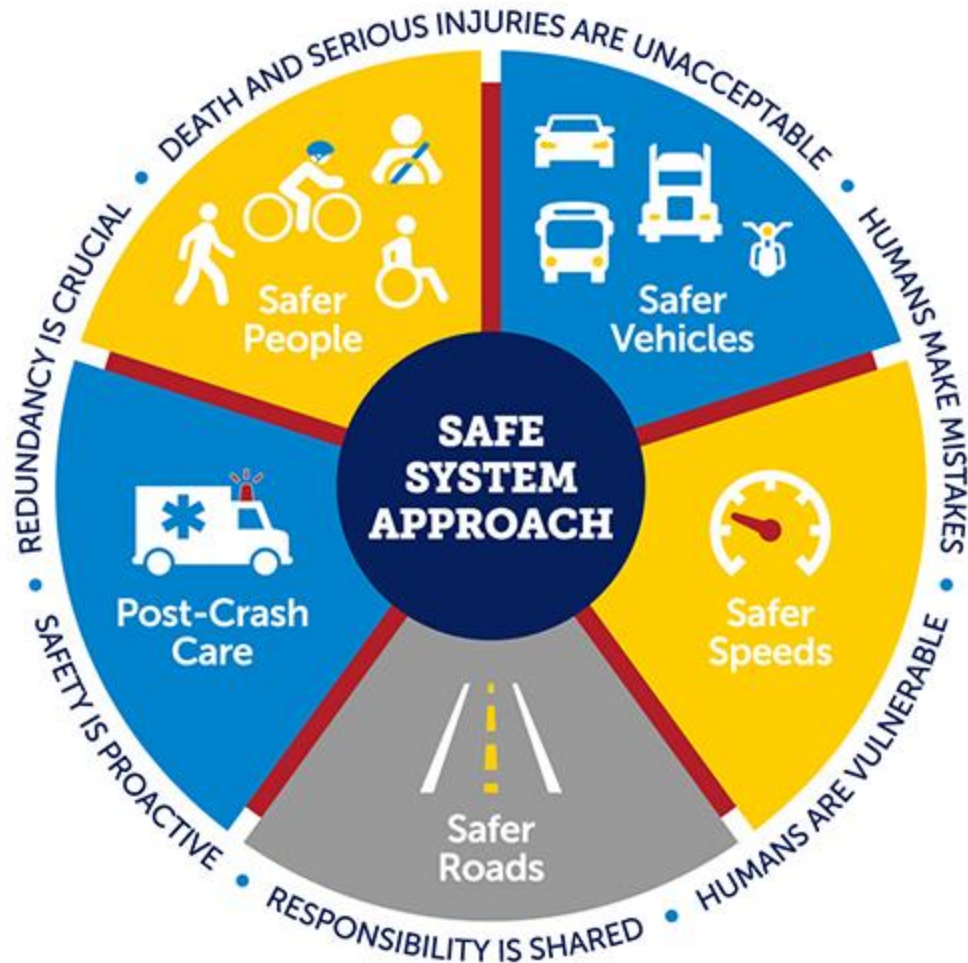 DEATH AND SERIOUS INJURIES ARE UNACCEPTABLE
HUMANS MAKE MISTAKES
HUMANS ARE VULNERABLE
RESPONSIBILITY IS SHARED
SAFETY IS PROACTIVE
REDUNDANCY IS CRUCIAL
Safer
People
Safer
Vehicles
SAFE
SYSTEM
APPROACH
Post-Crash
Care
Safer
Speeds
Safer
Roads